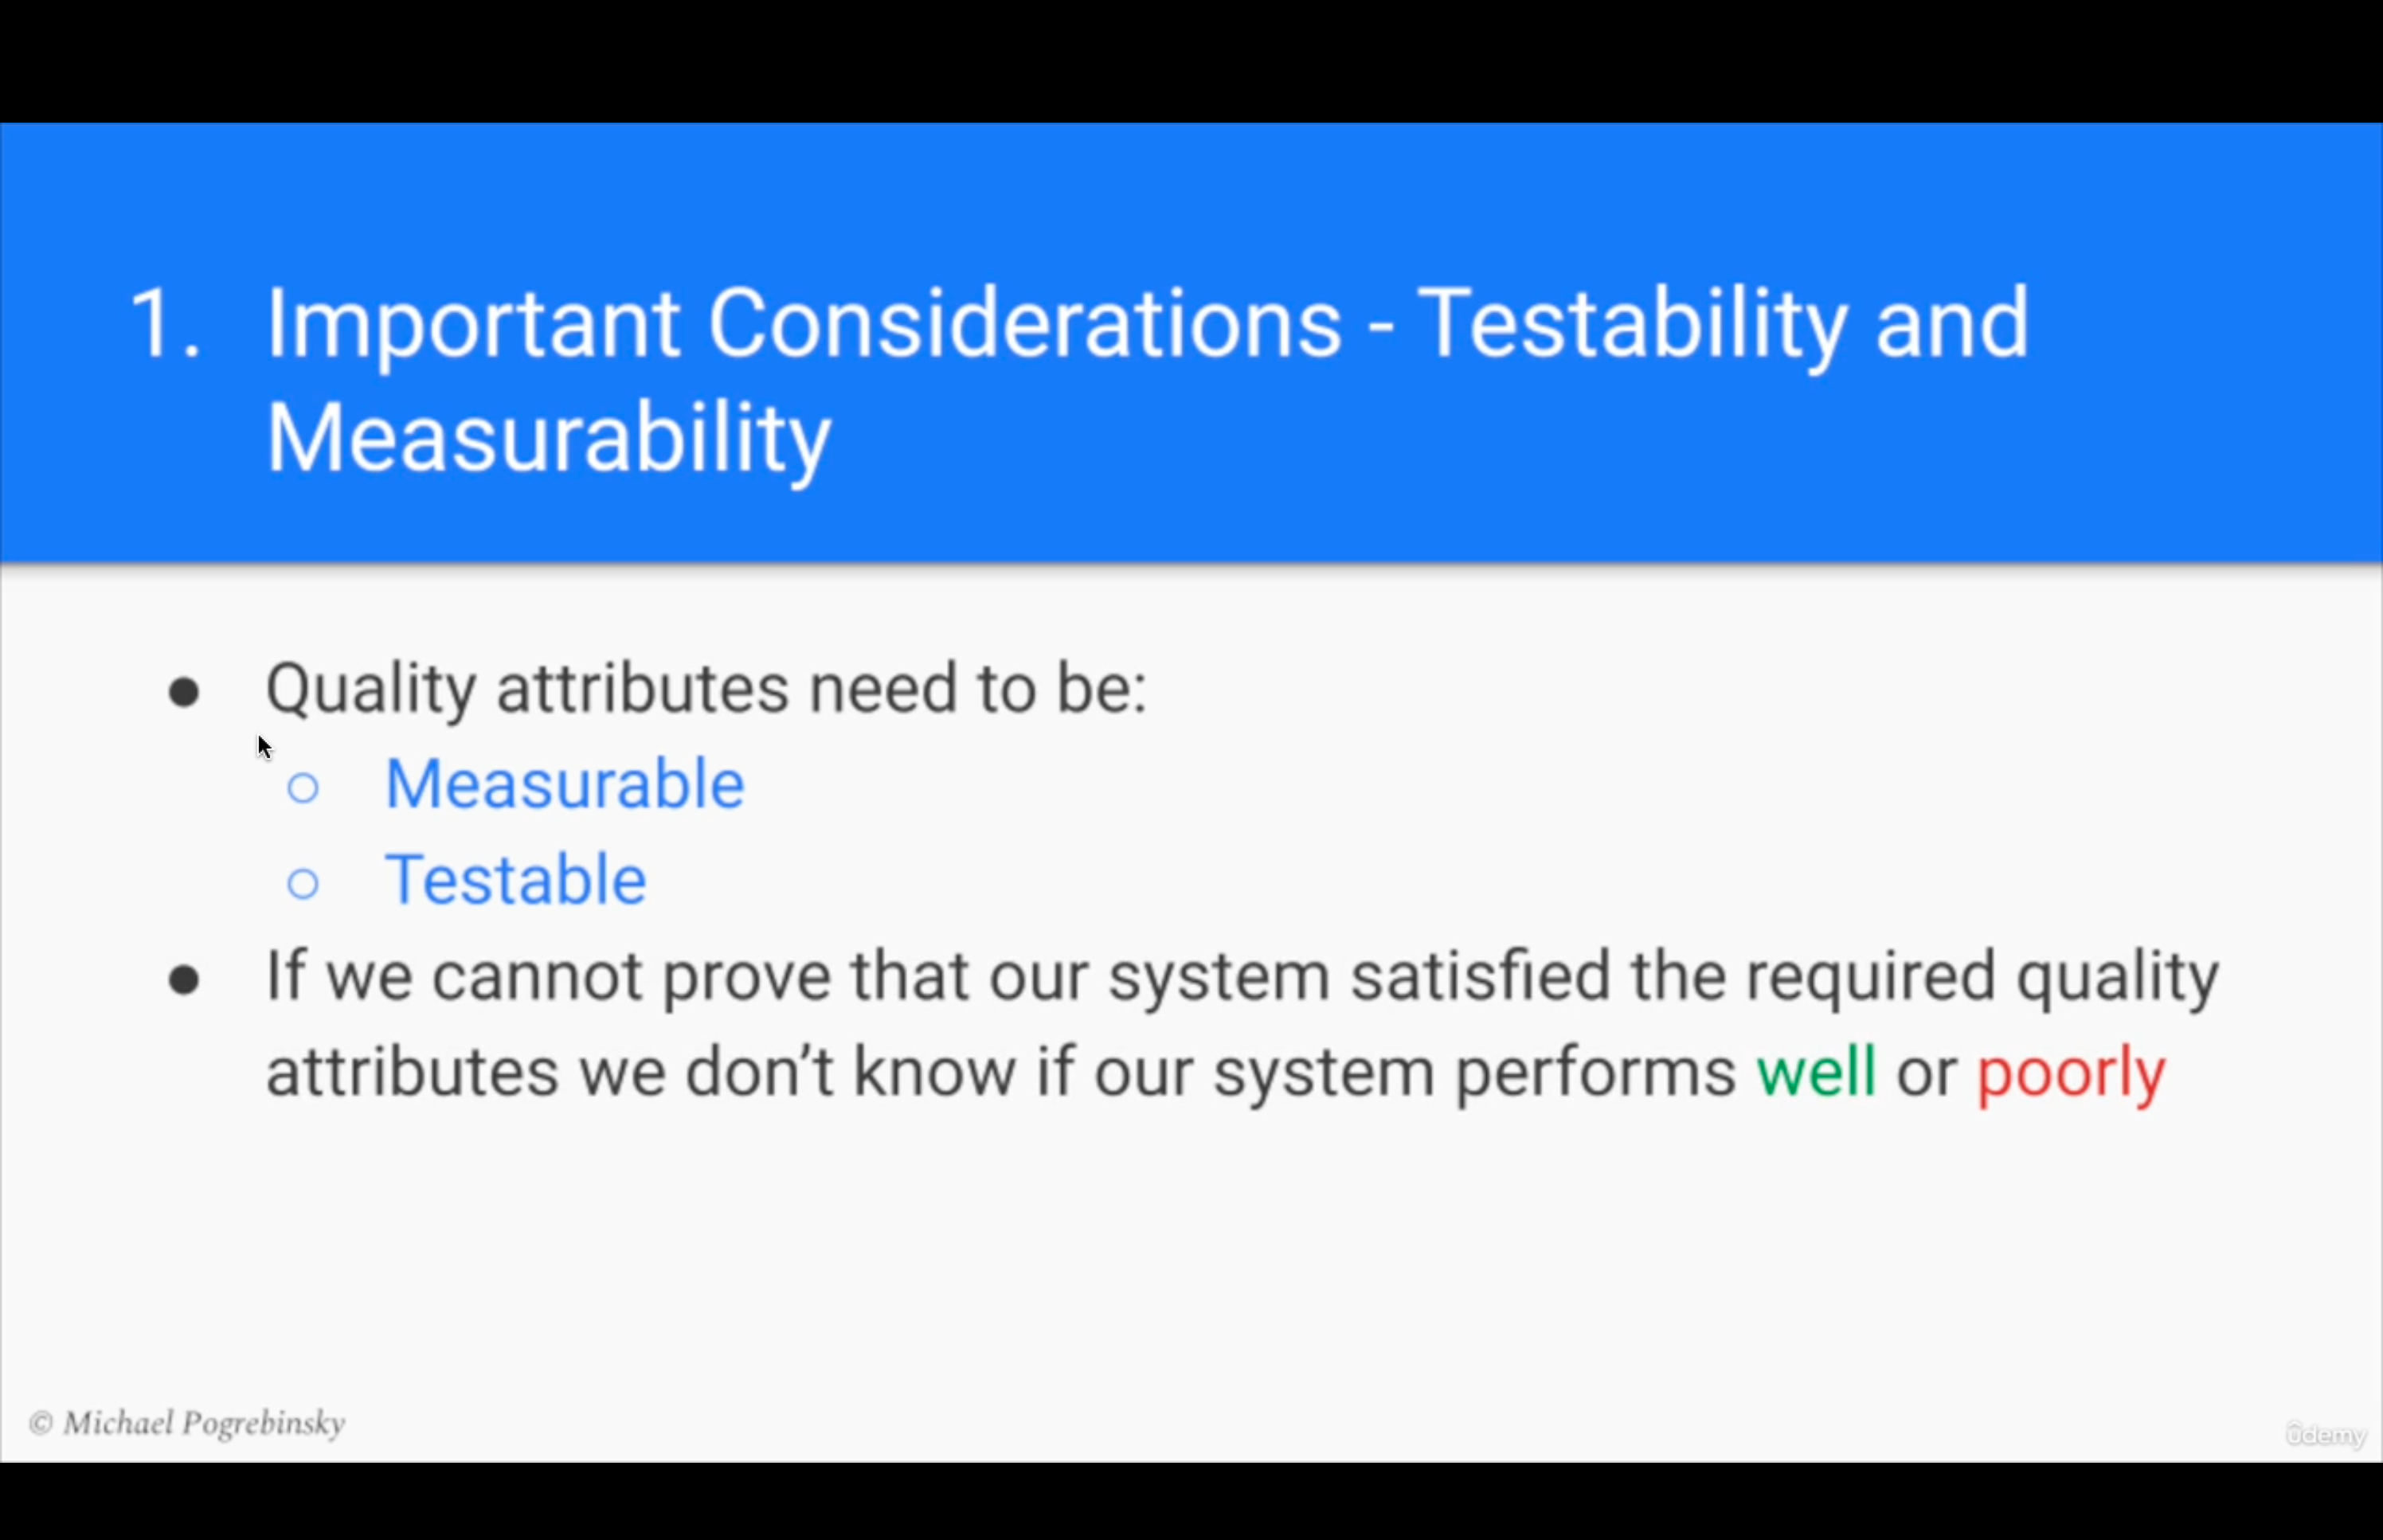 1. Important Considerations - Testability and
Measurability
● Quality attributes need to be:
○ Measurable
○ Testable
● If we cannot prove that our system satisfied the required quality
attributes we don’t know if our system performs well or poorly
© Michael Pogrebinsky
ûdemy